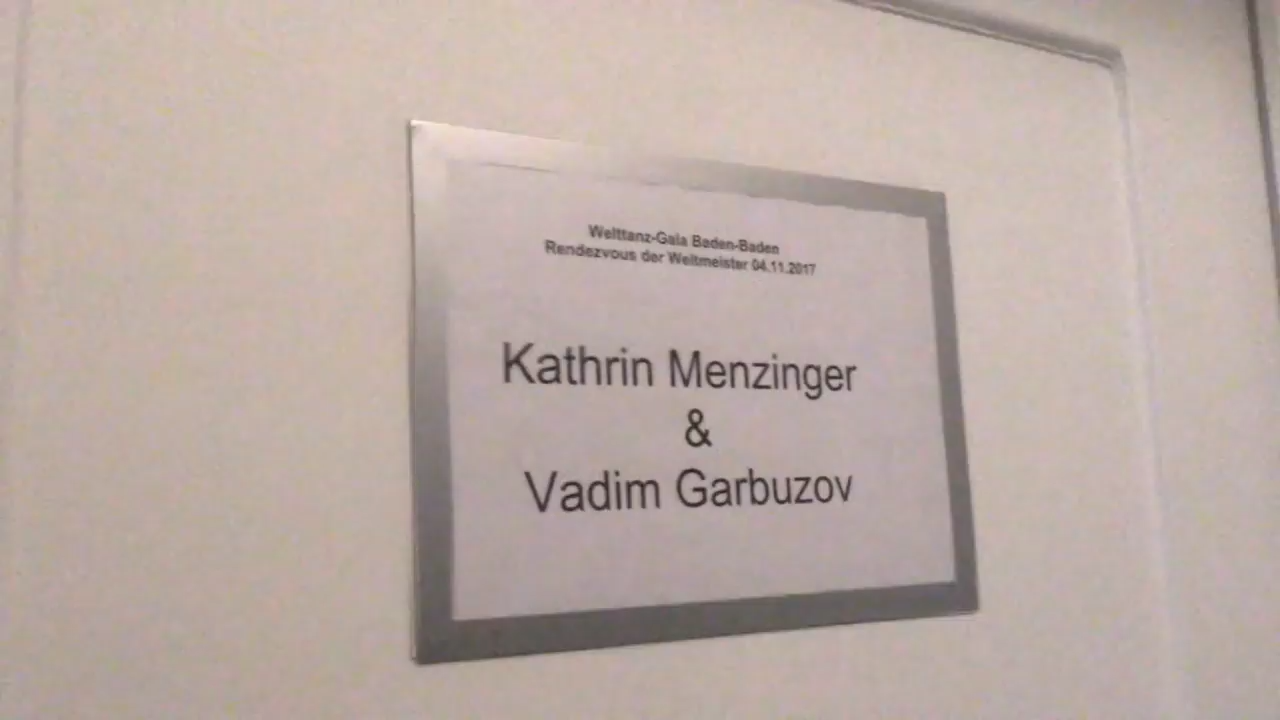 Welttanz-Gala Baden-Baden
Rendezvous der Weltmeister 04.11.2017
Kathrin Menzinger
&
Vadim Garbuzov